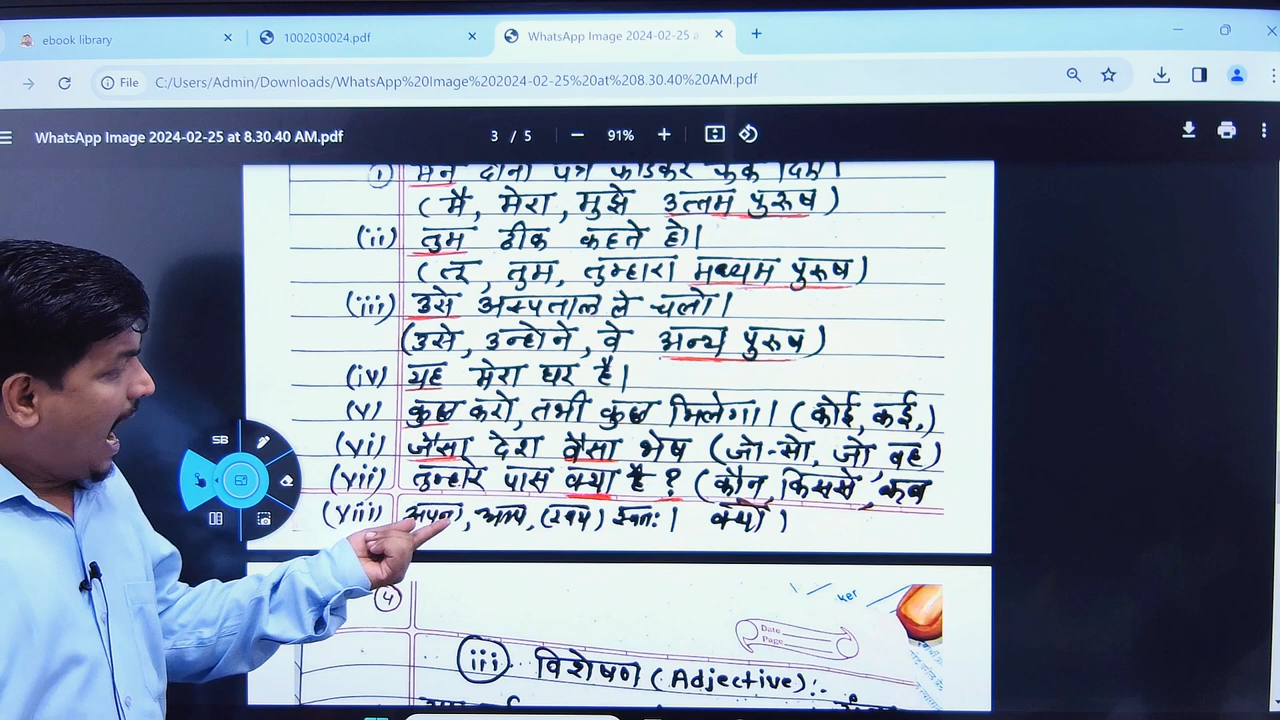 ebook library
1002030024.pdf
WhatsApp Image 2024-02-25 a
File
C:/Users/Admin/Downloads/WhatsApp%20Image%202024-02-25%20at%208.30.40%20AM.pdf
WhatsApp Image 2024-02-25 at 8.30.40 AM.pdf
3 / 5
91%
(i) मैंने दोनों पत्र फाडकर
(मै, मेरा, मुझे उत्तम पुरूष)
(ii) तुम ठीक कहते हो।
(तू, तुम, तुम्हारा मध्यम पुरूष)
(iii) उसे अस्पताल ले चलो।
(उसे, उन्होने, वे अन्य पुरूष)
(iv) यह मेरा घर है।
(v) कुछ करो, तभी कुछ मिलेगा। (कोई, कई,)
(vi) जैसा देश वैसा भेष (जो-सो, जो वह)
(vii) तुम्हारे पास क्या है ? (कौन, किससे, कब
(viii) अपना, आप, (स्वयं) स्वतः। क्यों।
SB
4
ker
Date
Page
iii विशेषण (Adjective):-